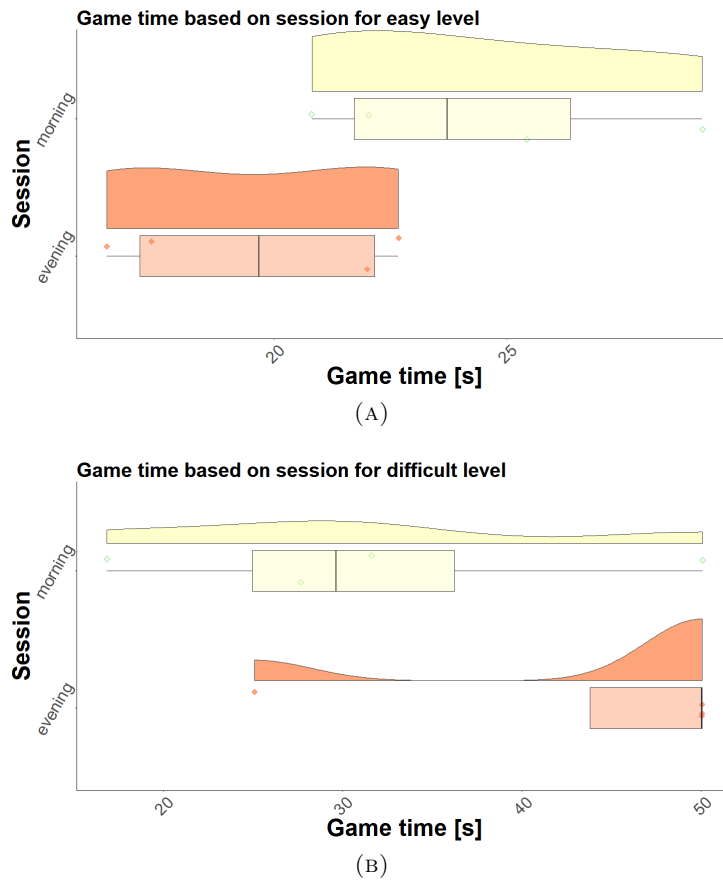 Game time based on session for easy level
morning
Session
evening
20 25
Game time [s]
(A)
Game time based on session for difficult level
morning
Session
evening
20 30 40 50
Game time [s]
(B)